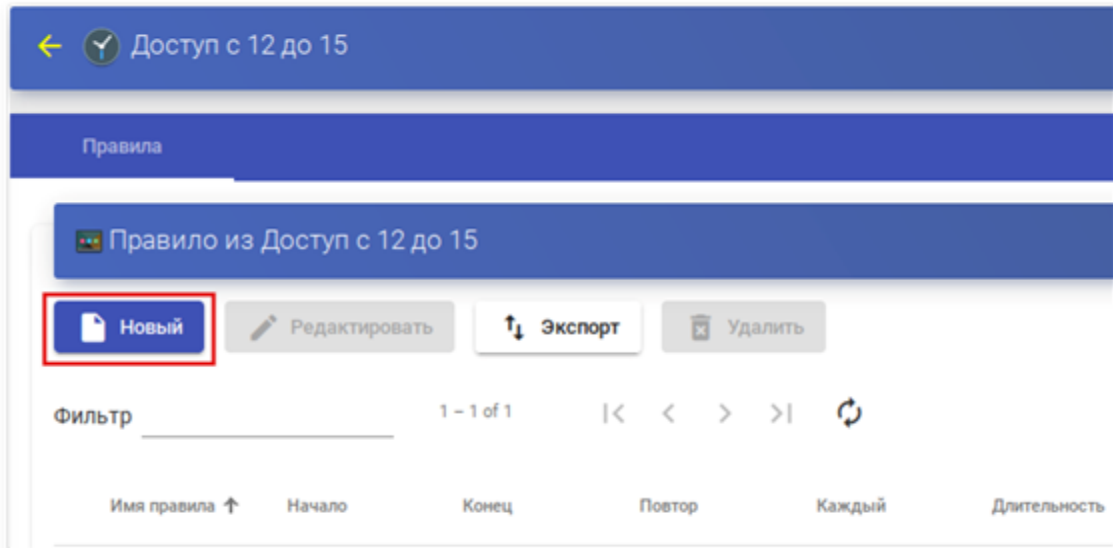 Доступ с 12 до 15
Правила
Правило из Доступ с 12 до 15
Новый Редактировать Экспорт Удалить
Фильтр 1 – 1 of 1
Имя правила Начало Конец Повтор Каждый Длительность